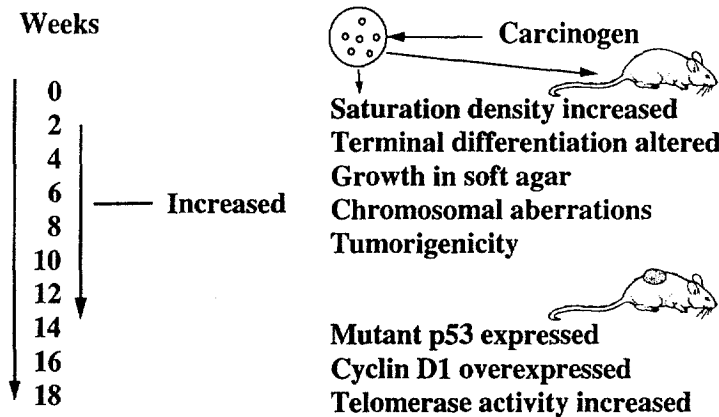 Weeks
Carcinogen
0
2
4
6
8
10
12
14
16
18
Increased
Saturation density increased
Terminal differentiation altered
Growth in soft agar
Chromosomal aberrations
Tumorigenicity
Mutant p53 expressed
Cyclin D1 overexpressed
Telomerase activity increased